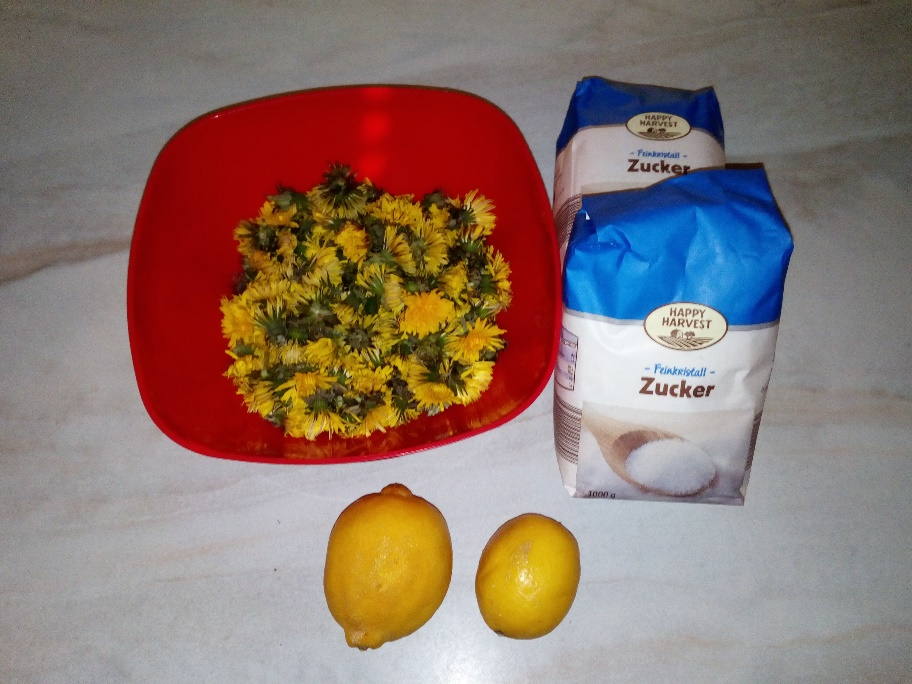 HAPPY
HARVEST
- Feinkristall -
Zucker
HAPPY
HARVEST
- Feinkristall -
Zucker
1000 g